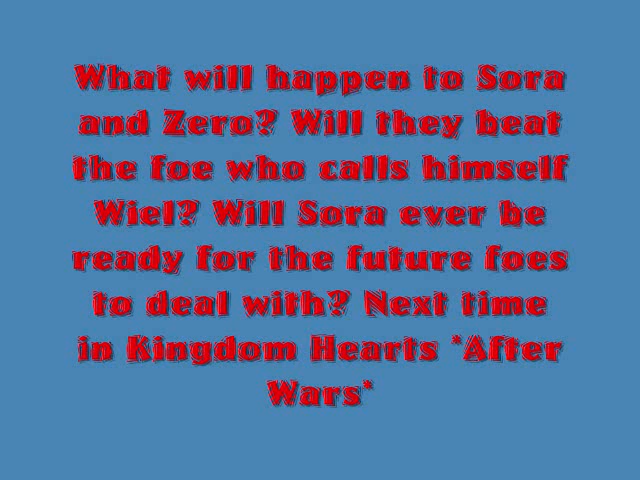 What will happen to Sora
and Zero? Will they beat
the foe who calls himself
Wiel? Will Sora ever be
ready for the future foes
to deal with? Next time
in Kingdom Hearts "After
Wars"